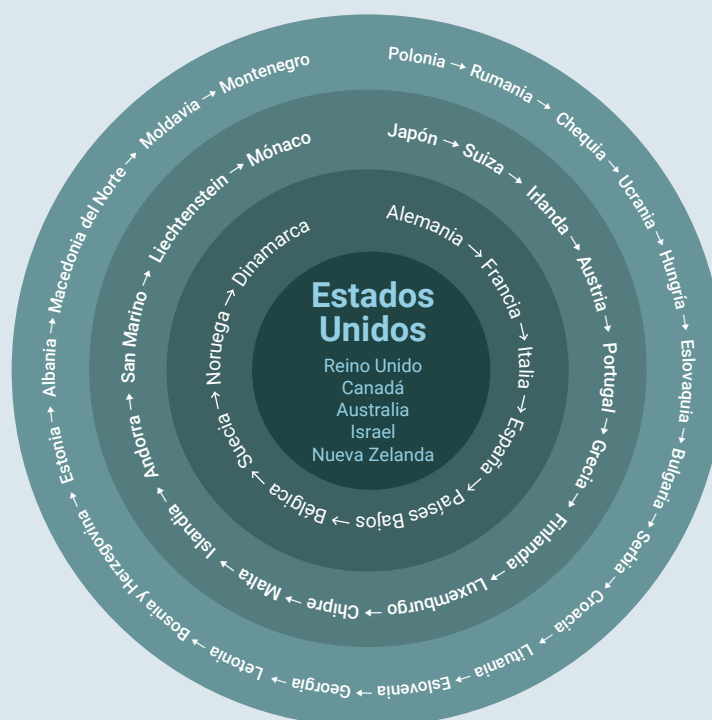 Estados
Unidos
Reino Unido
Canadá
Australia
Israel
Nueva Zelanda
Alemania → Francia → Italia → España → Países Bajos → Bélgica → Suecia → Noruega → Dinamarca
Japón → Suiza → Irlanda → Austria → Portugal → Grecia → Finlandia → Luxemburgo → Chipre → Malta → Islandia → Andorra → San Marino → Liechtenstein → Mónaco
Polonia → Rumania → Chequia → Ucrania → Hungría → Eslovaquia → Bulgaria → Serbia → Croacia → Lituania → Eslovenia → Georgia → Letonia → Bosnia y Herzegovina → Estonia → Albania → Macedonia del Norte → Moldavia → Montenegro